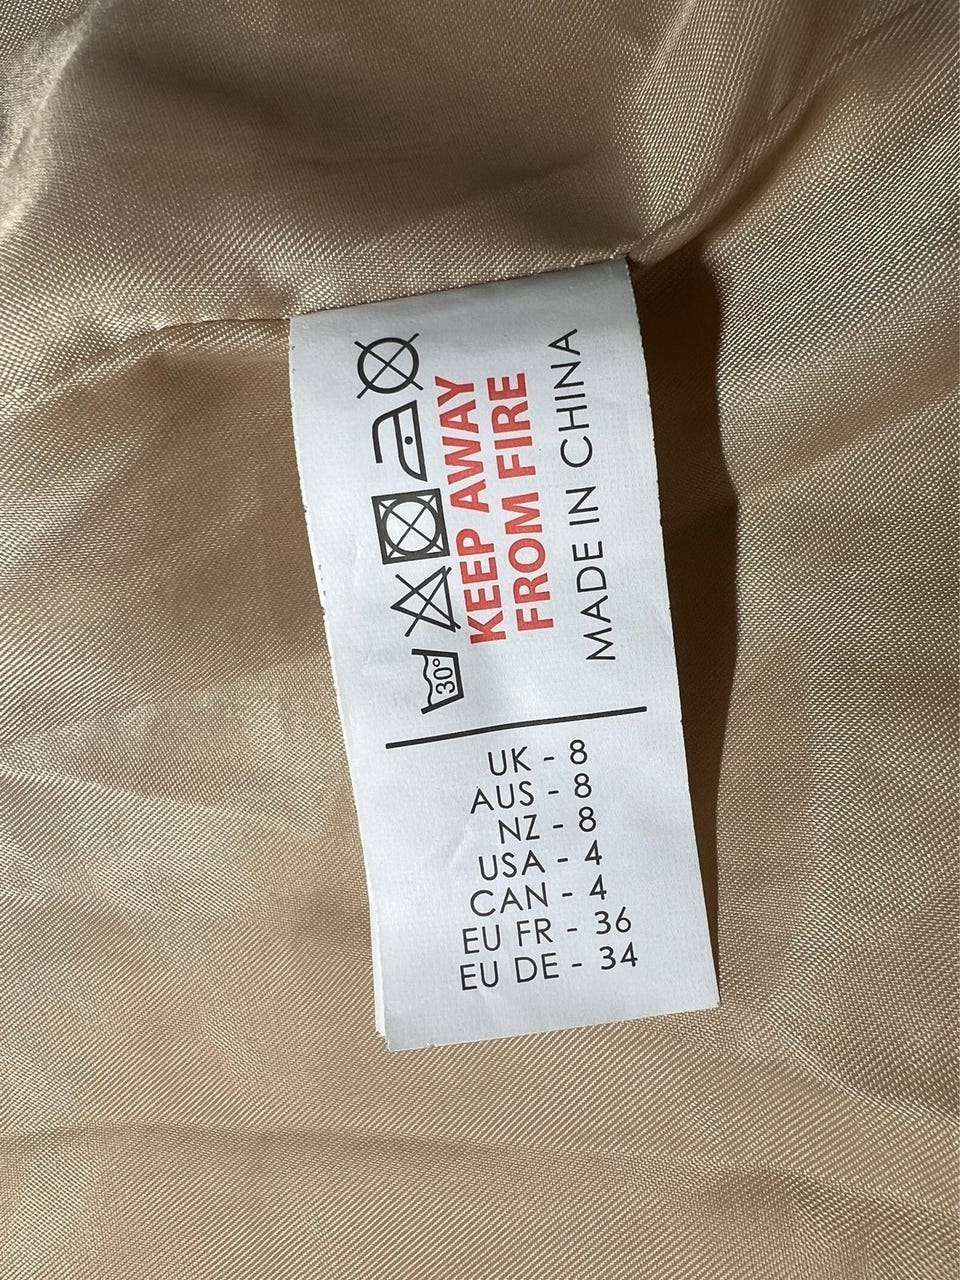 30°
KEEP AWAY
FROM FIRE
MADE IN CHINA
UK - 8
AUS - 8
NZ - 8
USA - 4
CAN - 4
EU FR - 36
EU DE - 34